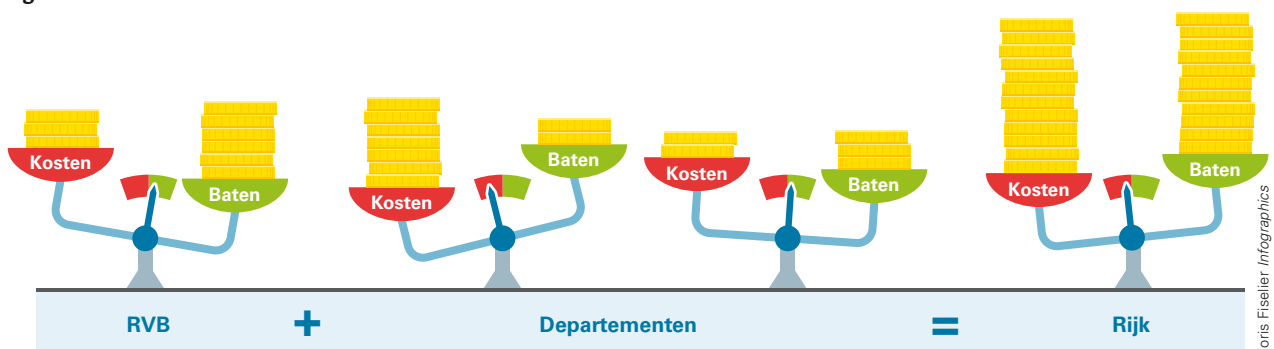 Kosten
Baten
Kosten
Baten
Kosten
Baten
Kosten
Baten
RVB + Departementen = Rijk
oris Fiselier Infographics